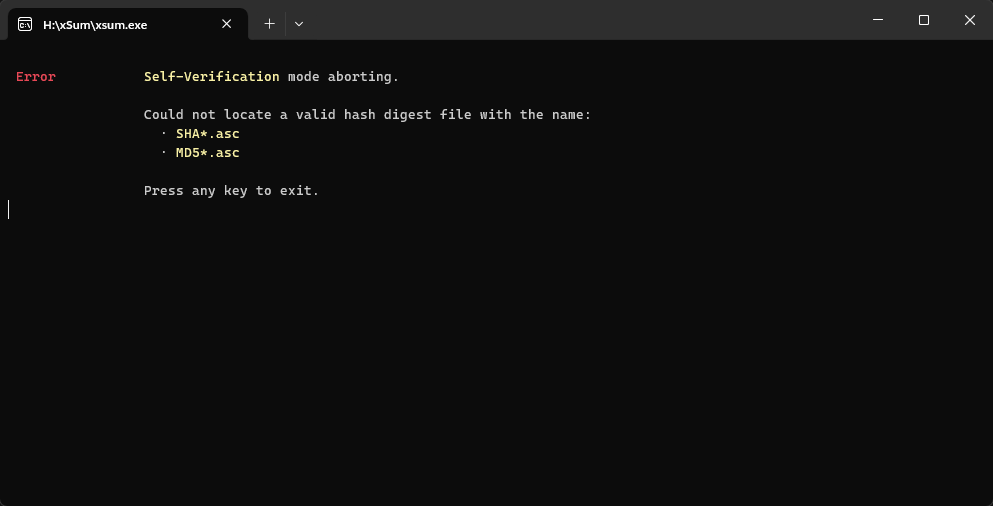 H:\xSum\xsum.exe
Error Self-Verification mode aborting.
Could not locate a valid hash digest file with the name:
· SHA*.asc
· MD5*.asc
Press any key to exit.